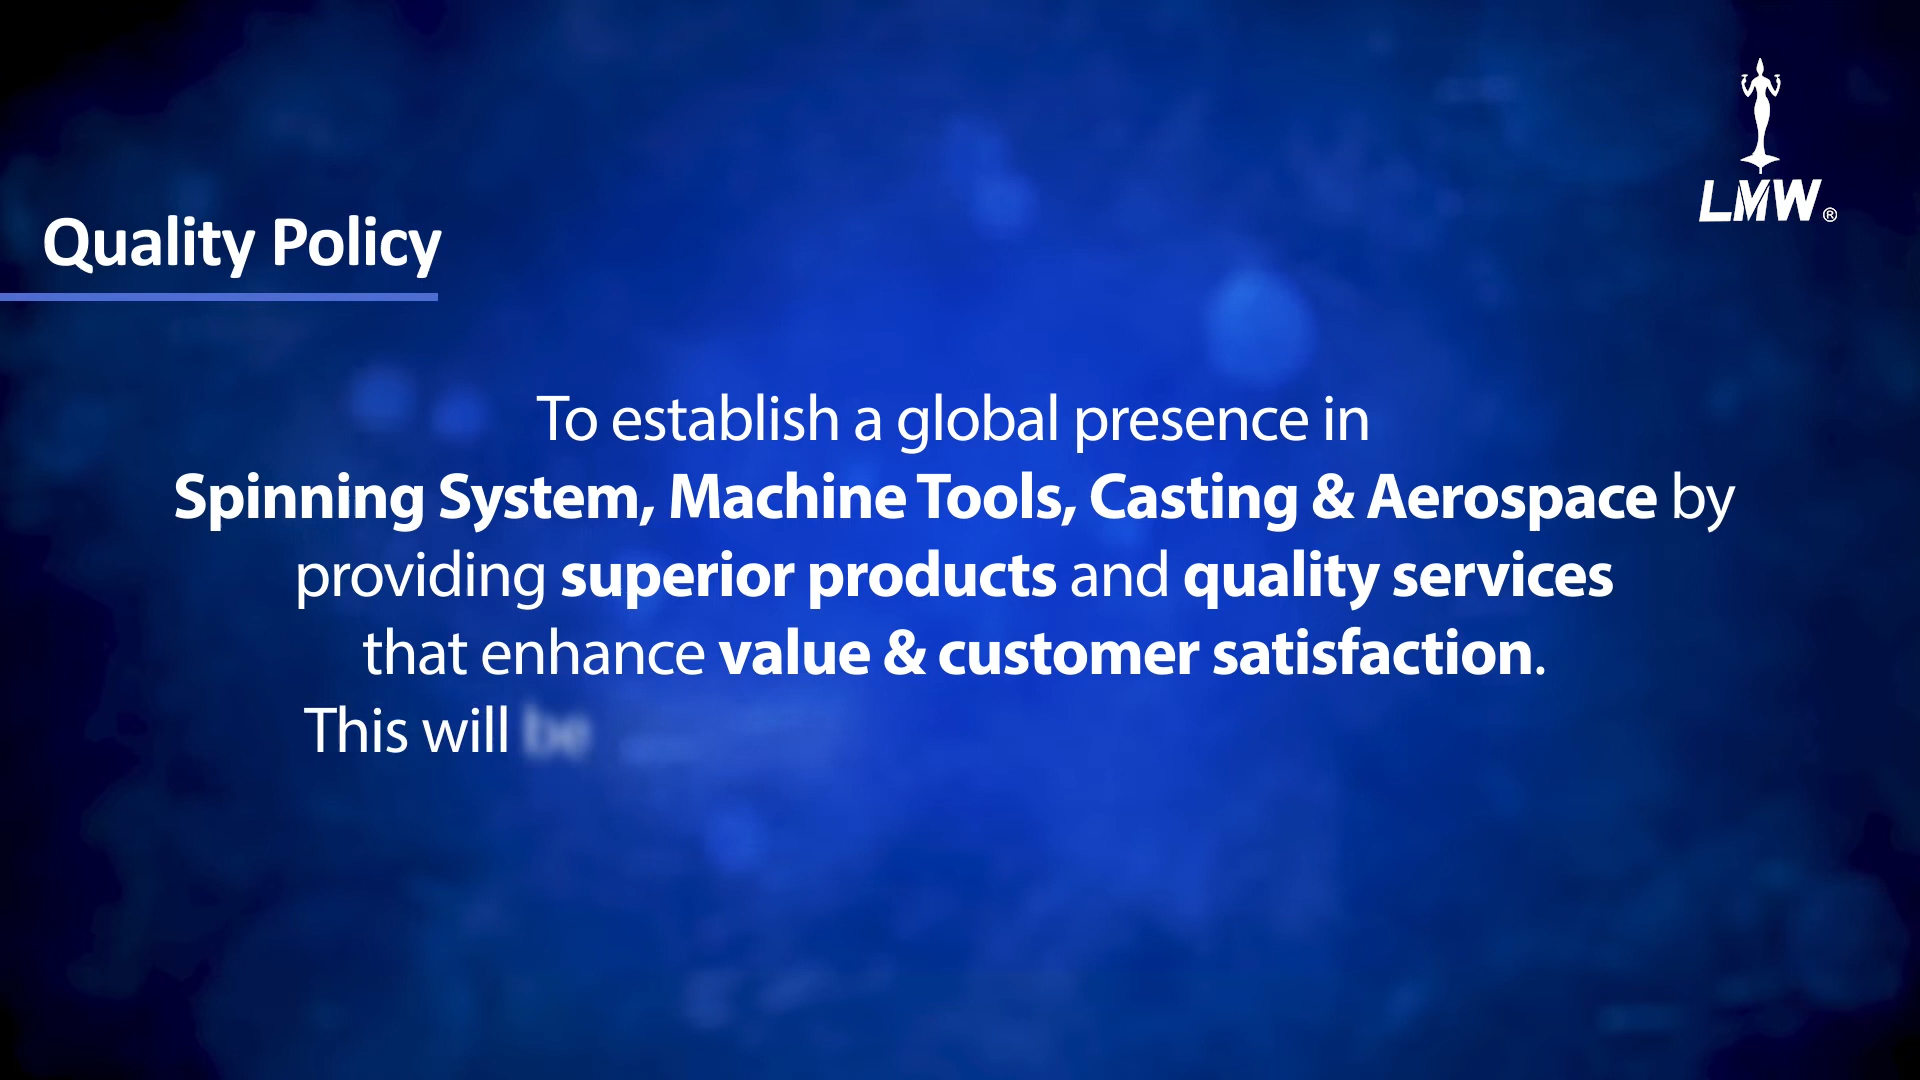 LMW®
Quality Policy
To establish a global presence in
Spinning System, Machine Tools, Casting & Aerospace by
providing superior products and quality services
that enhance value & customer satisfaction.
This will be